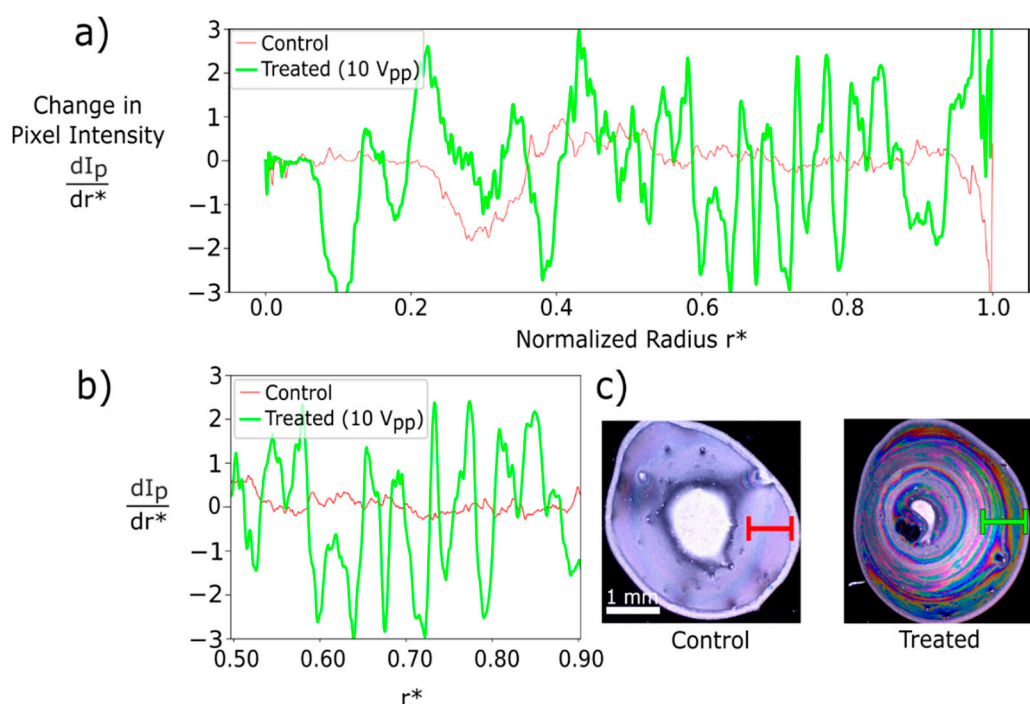 a)
Change in
Pixel Intensity
dIp
dr*
3
2
1
0
−1
−2
−3
Control
Treated (10 Vpp)
0.0 0.2 0.4 0.6 0.8 1.0
Normalized Radius r*
b)
dIp
dr*
3
2
1
0
−1
−2
−3
Control
Treated (10 Vpp)
0.50 0.60 0.70 0.80 0.90
r*
c)
1 mm
Control Treated